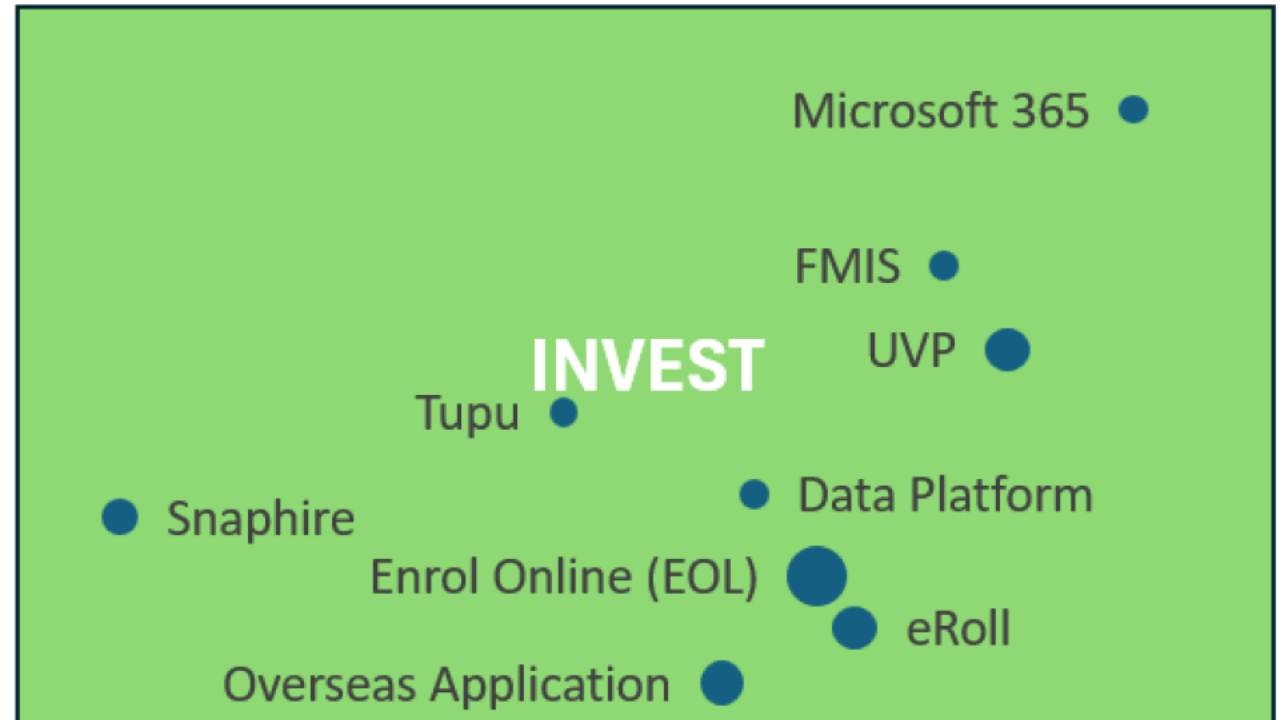 Microsoft 365
FMIS
UVP
INVEST
Tupu
Data Platform
Snaphire
Enrol Online (EOL)
eRoll
Overseas Application